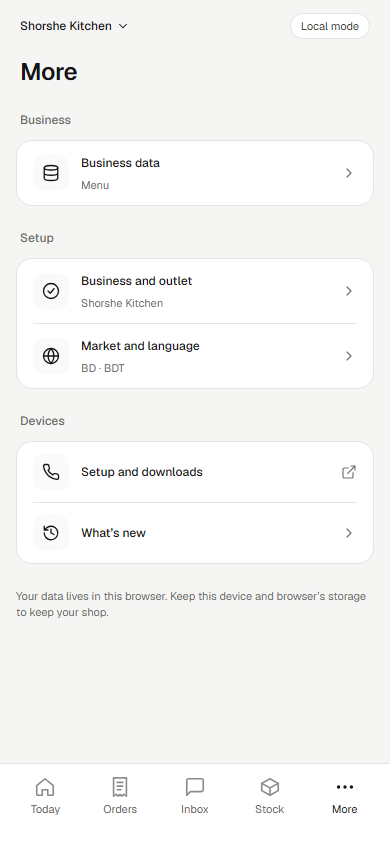 Shorshe Kitchen
Local mode
More
Business
Business data
Menu
Setup
Business and outlet
Shorshe Kitchen
Market and language
BD · BDT
Devices
Setup and downloads
What’s new
Your data lives in this browser. Keep this device and browser’s storage
to keep your shop.
Today
Orders
Inbox
Stock
More